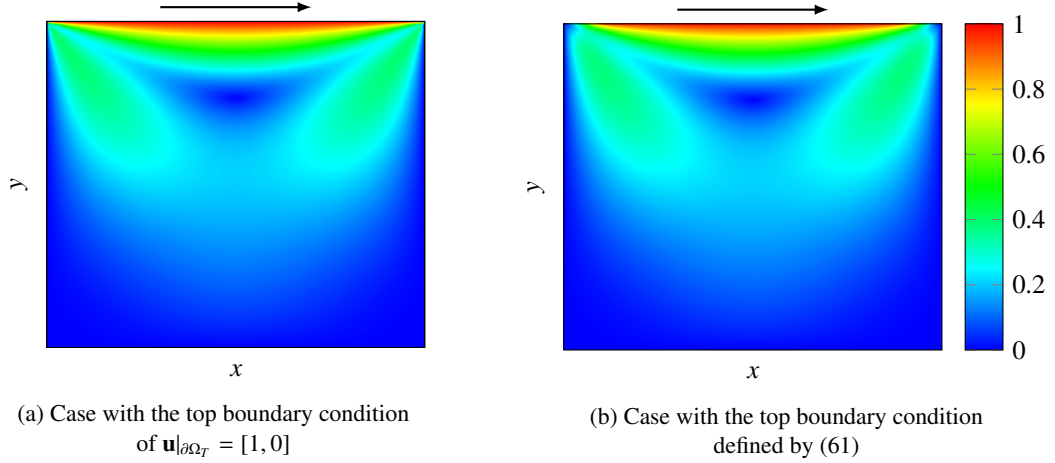 y
x
(a) Case with the top boundary condition
of u|∂Ω_T = [1, 0]
y
x
(b) Case with the top boundary condition
defined by (61)
1
0.8
0.6
0.4
0.2
0